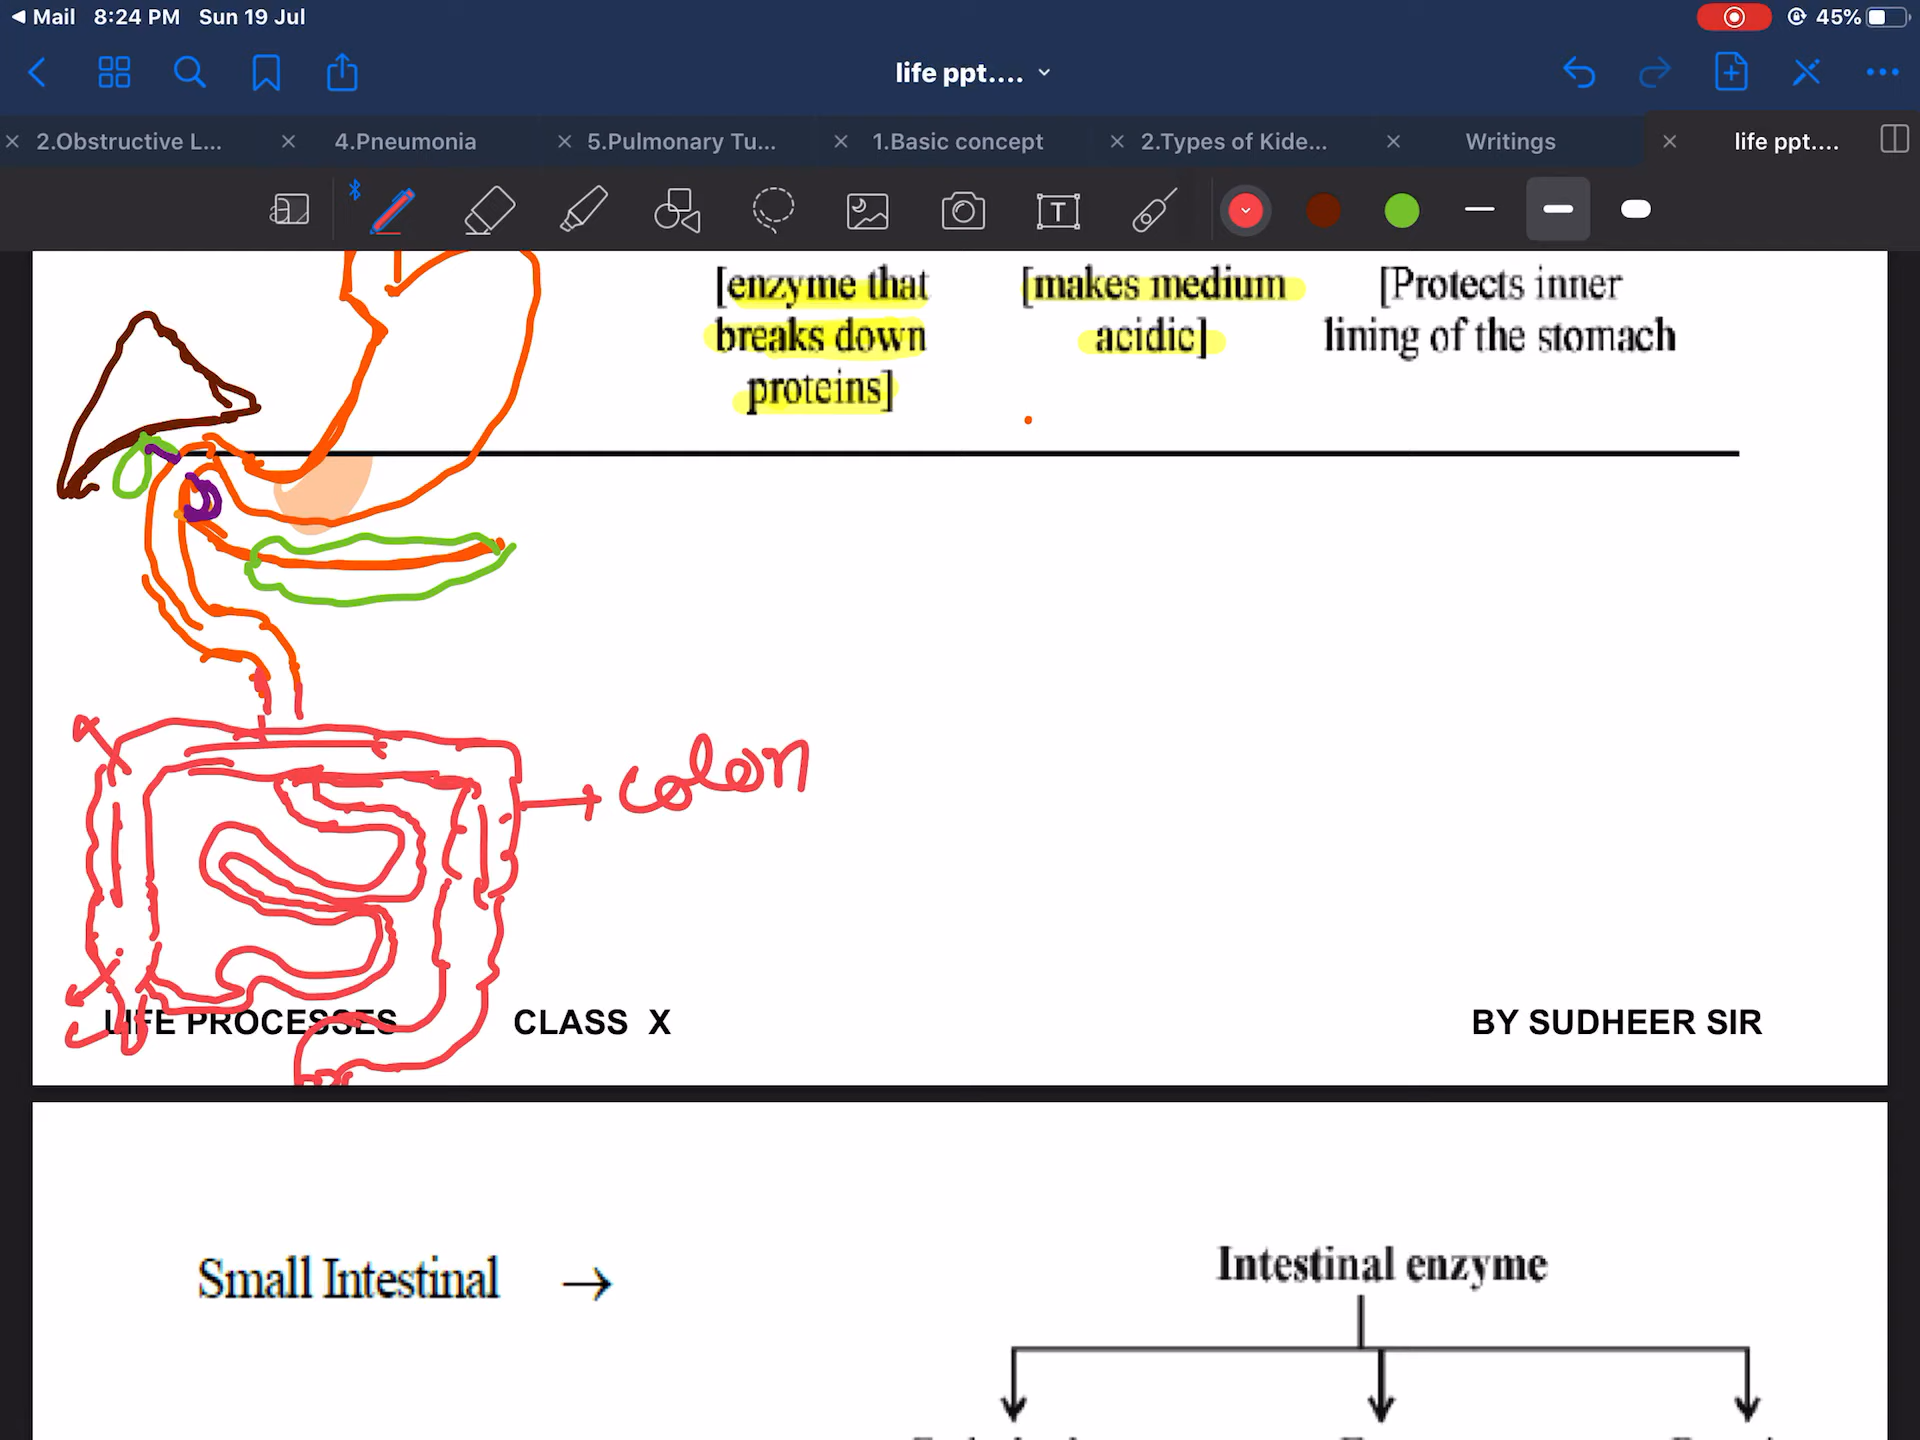 Mail 8:24 PM Sun 19 Jul 45%
life ppt....
2.Obstructive L... 4.Pneumonia 5.Pulmonary Tu... 1.Basic concept 2.Types of Kide... Writings life ppt....
[enzyme that
breaks down
proteins]
[makes medium
acidic]
[Protects inner
lining of the stomach
colon
LIFE PROCESSES CLASS X BY SUDHEER SIR
Small Intestinal →
Intestinal enzyme